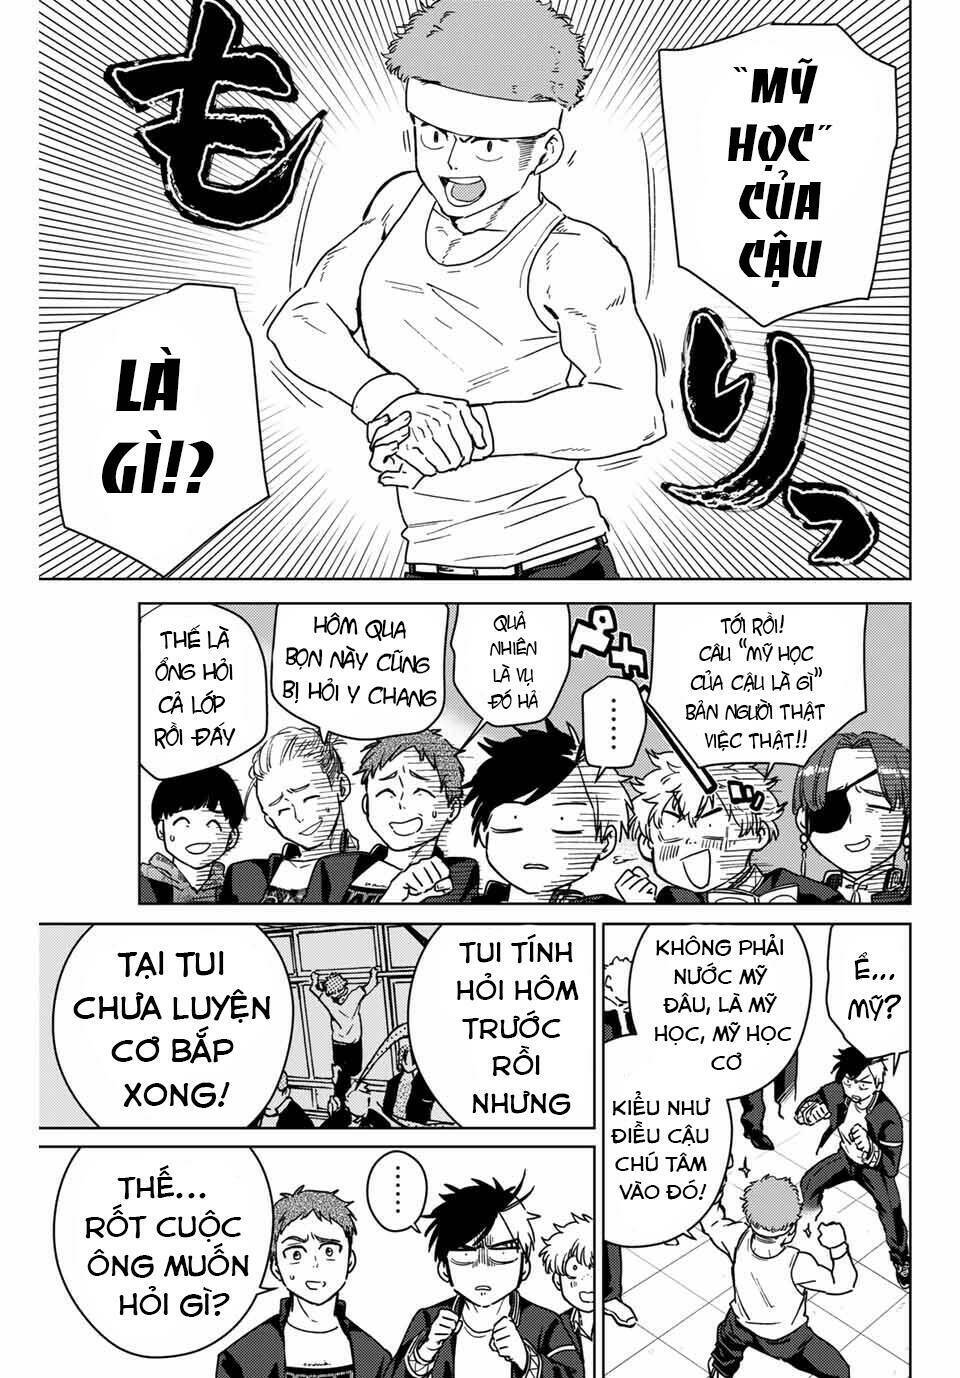 "MỸ
HỌC"
CỦA
CẬU
も
りっ
LÀ
GÌ!!?
TỚI RỒI!
CÂU "MỸ HỌC
CỦA CẬU LÀ GÌ"
BẢN NGƯỜI THẬT
VIỆC THẬT!!
......
QUẢ
NHIÊN
LÀ VỤ
ĐÓ HẢ
HÔM QUA
BỌN NÀY CŨNG
BỊ HỎI Y CHANG
THẾ LÀ
ỔNG HỎI
CẢ LỚP
RỒI ĐẤY
Ể...
MỸ?
KHÔNG PHẢI
NƯỚC MỸ
ĐÂU, LÀ MỸ
HỌC, MỸ HỌC
CƠ
KIỂU NHƯ
ĐIỀU CẬU
CHÚ TÂM
VÀO ĐÓ!
TUI TÍNH
HỎI HÔM
TRƯỚC
RỒI
NHƯNG
TẠI TUI
CHƯA LUYỆN
CƠ BẮP
XONG!
......
THẾ...
RỐT CUỘC
ÔNG MUỐN
HỎI GÌ?